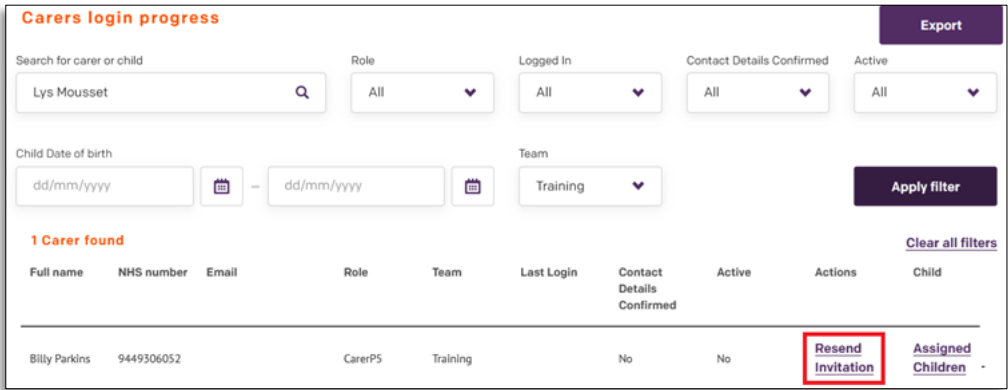 Carers login progress
Export
Search for carer or child Role Logged In Contact Details Confirmed Active
Lys Mousset All All All All
Child Date of birth Team
dd/mm/yyyy – dd/mm/yyyy Training Apply filter
1 Carer found Clear all filters
Full name NHS number Email Role Team Last Login Contact Active Actions Child
Details
Confirmed
Billy Parkins 9449306052 CarerP5 Training No No Resend Assigned
Invitation Children -